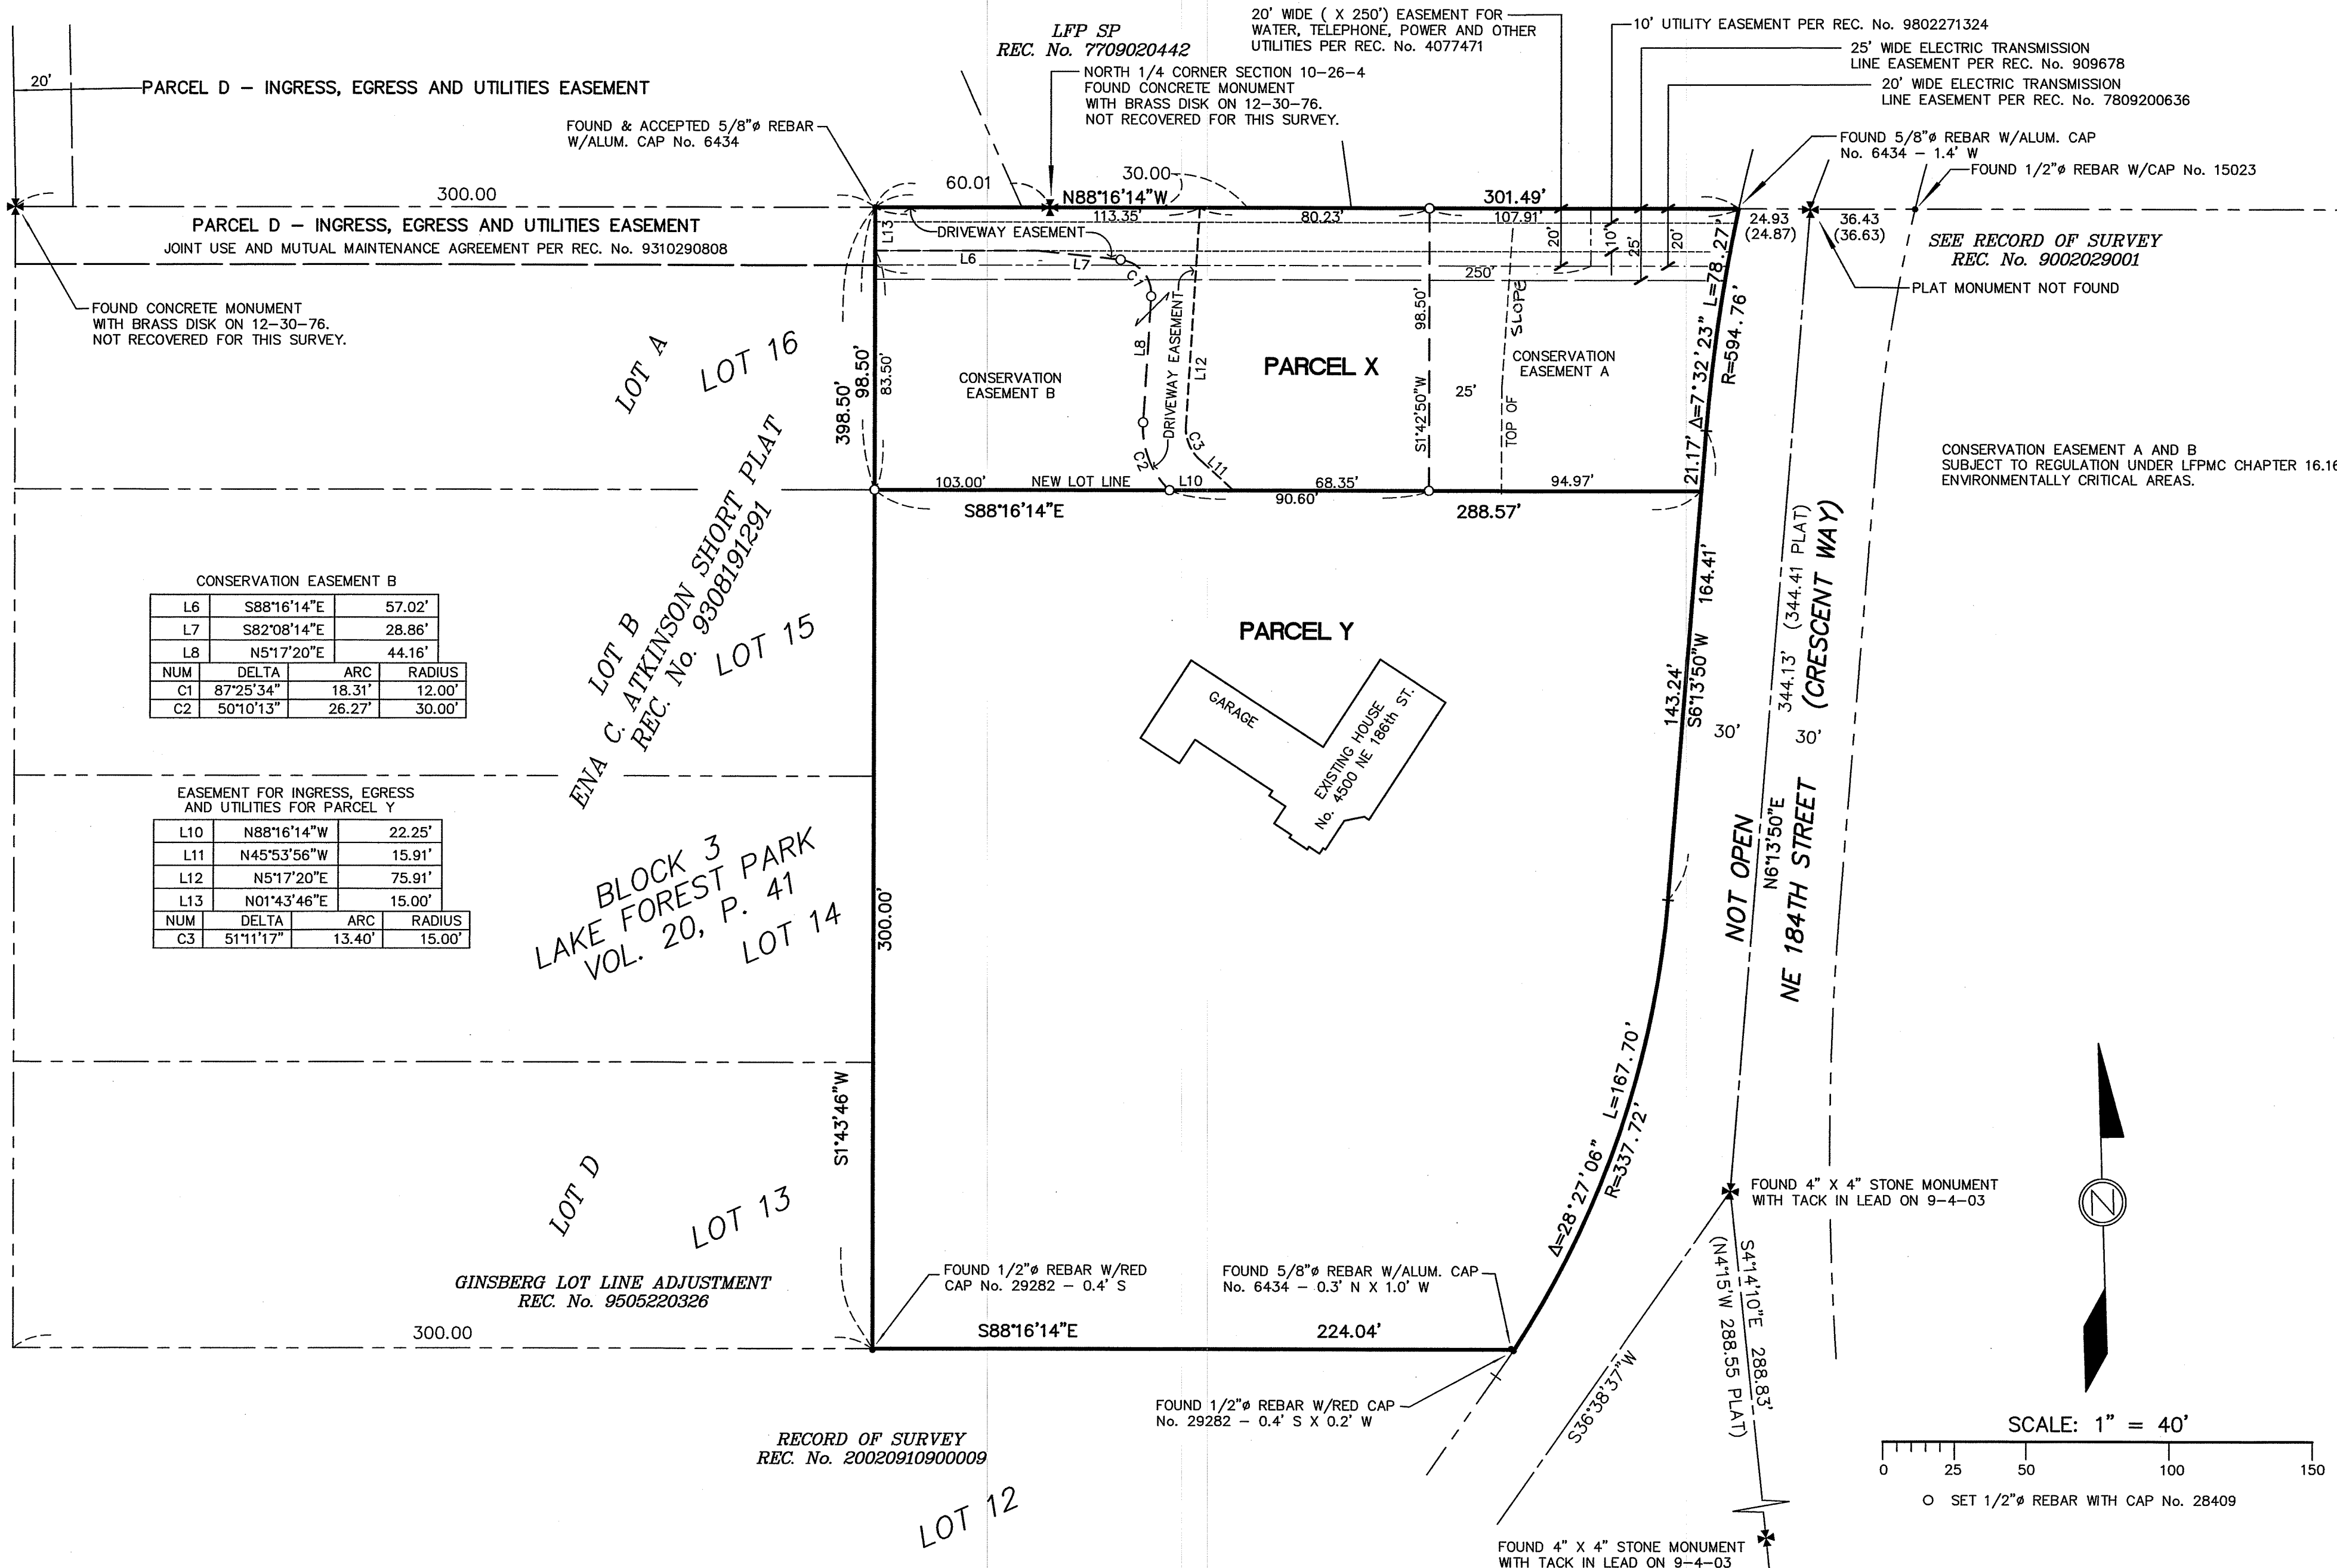 LFP SP
REC. No. 7709020442
20' WIDE ( X 250') EASEMENT FOR
WATER, TELEPHONE, POWER AND OTHER
UTILITIES PER REC. No. 4077471
10' UTILITY EASEMENT PER REC. No. 9802271324
25' WIDE ELECTRIC TRANSMISSION
LINE EASEMENT PER REC. No. 909678
20' WIDE ELECTRIC TRANSMISSION
LINE EASEMENT PER REC. No. 7809200636
20'
PARCEL D – INGRESS, EGRESS AND UTILITIES EASEMENT
NORTH 1/4 CORNER SECTION 10-26-4
FOUND CONCRETE MONUMENT
WITH BRASS DISK ON 12-30-76.
NOT RECOVERED FOR THIS SURVEY.
FOUND & ACCEPTED 5/8"ø REBAR
W/ALUM. CAP No. 6434
FOUND 5/8"ø REBAR W/ALUM. CAP
No. 6434 – 1.4' W
FOUND 1/2"ø REBAR W/CAP No. 15023
300.00
60.01
30.00
N88°16'14"W
301.49'
113.35'
80.23'
107.91'
24.93
(24.87)
36.43
(36.63)
PARCEL D – INGRESS, EGRESS AND UTILITIES EASEMENT
JOINT USE AND MUTUAL MAINTENANCE AGREEMENT PER REC. No. 9310290808
L13
DRIVEWAY EASEMENT
L6
L7
C1
20'
10'
25'
20'
250'
SEE RECORD OF SURVEY
REC. No. 9002029001
PLAT MONUMENT NOT FOUND
FOUND CONCRETE MONUMENT
WITH BRASS DISK ON 12-30-76.
NOT RECOVERED FOR THIS SURVEY.
LOT A
LOT 16
398.50'
98.50'
83.50'
CONSERVATION
EASEMENT B
L8
DRIVEWAY EASEMENT
L12
PARCEL X
98.50'
S1°42'50"W
25'
TOP OF SLOPE
CONSERVATION
EASEMENT A
Δ=7°32'23" L=78.27'
R=594.76'
21.17'
C2
C3
L11
CONSERVATION EASEMENT A AND B
SUBJECT TO REGULATION UNDER LFPMC CHAPTER 16.16
ENVIRONMENTALLY CRITICAL AREAS.
103.00'
NEW LOT LINE
L10
68.35'
90.60'
94.97'
S88°16'14"E
288.57'
CONSERVATION EASEMENT B
L6 S88°16'14"E 57.02'
L7 S82°08'14"E 28.86'
L8 N5°17'20"E 44.16'
NUM DELTA ARC RADIUS
C1 87°25'34" 18.31' 12.00'
C2 50°10'13" 26.27' 30.00'
LOT B
ENA C. ATKINSON SHORT PLAT
REC. No. 9308191291
LOT 15
PARCEL Y
GARAGE
EXISTING HOUSE
No. 4500 NE 186th ST.
164.41'
143.24'
S6°13'50"W
30'
30'
344.13' (344.41 PLAT)
N6°13'50"E
(CRESCENT WAY)
NOT OPEN
NE 184TH STREET
EASEMENT FOR INGRESS, EGRESS
AND UTILITIES FOR PARCEL Y
L10 N88°16'14"W 22.25'
L11 N45°53'56"W 15.91'
L12 N5°17'20"E 75.91'
L13 N01°43'46"E 15.00'
NUM DELTA ARC RADIUS
C3 51°11'17" 13.40' 15.00'
BLOCK 3
LAKE FOREST PARK
VOL. 20, P. 41
LOT 14
300.00'
S1°43'46"W
Δ=28°27'06" L=167.70'
R=337.72'
LOT D
LOT 13
FOUND 4" X 4" STONE MONUMENT
WITH TACK IN LEAD ON 9-4-03
N
GINSBERG LOT LINE ADJUSTMENT
REC. No. 9505220326
FOUND 1/2"ø REBAR W/RED
CAP No. 29282 – 0.4' S
FOUND 5/8"ø REBAR W/ALUM. CAP
No. 6434 – 0.3' N X 1.0' W
300.00
S88°16'14"E
224.04'
S4°14'10"E 288.83'
(N4°15'W 288.55 PLAT)
S36°38'37"W
FOUND 1/2"ø REBAR W/RED CAP
No. 29282 – 0.4' S X 0.2' W
RECORD OF SURVEY
REC. No. 20020910900009
LOT 12
SCALE: 1" = 40'
0 25 50 100 150
SET 1/2"ø REBAR WITH CAP No. 28409
FOUND 4" X 4" STONE MONUMENT
WITH TACK IN LEAD ON 9-4-03